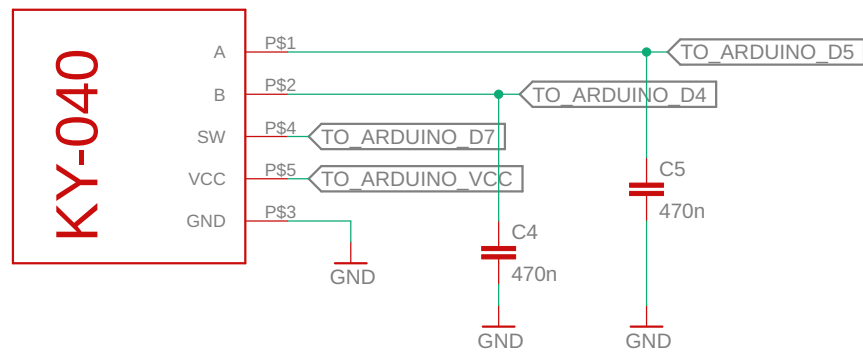 KY-040
A P$1 TO_ARDUINO_D5
B P$2 TO_ARDUINO_D4
SW P$4 TO_ARDUINO_D7
VCC P$5 TO_ARDUINO_VCC
GND P$3
C5
470n
C4
470n
GND
GND
GND